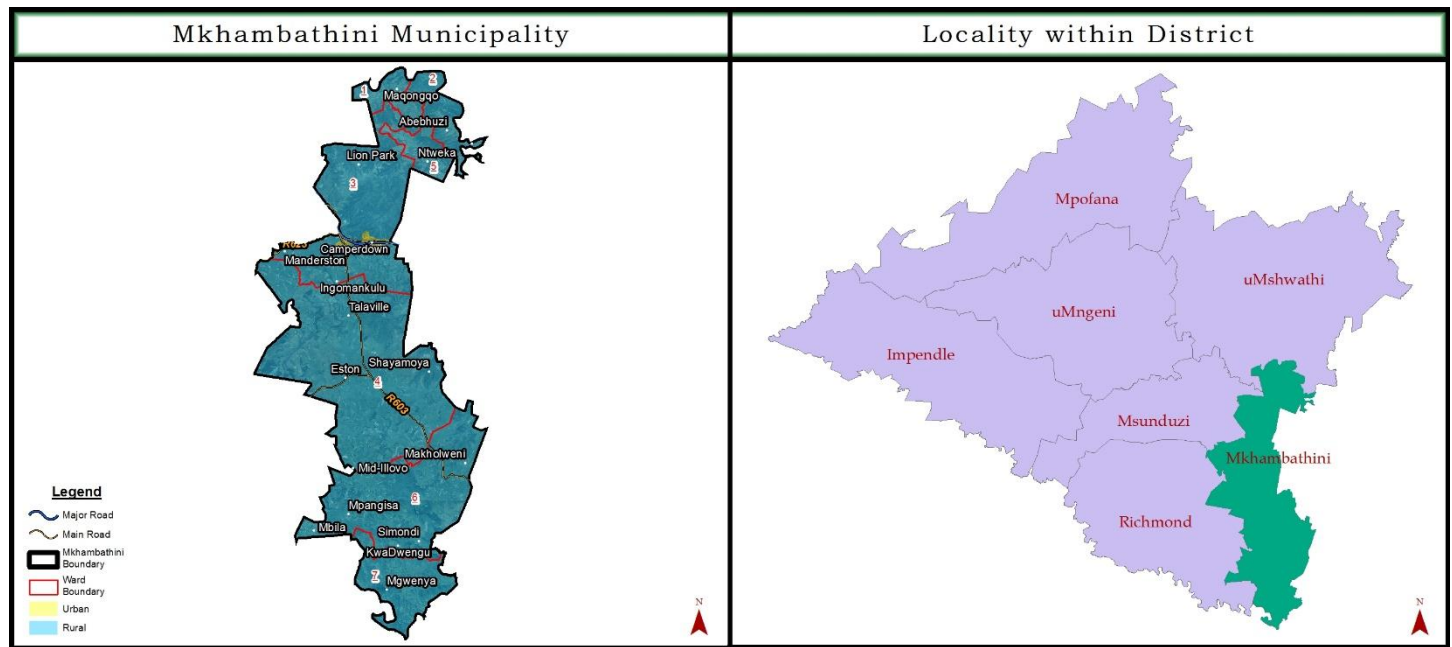 Mkhambathini Municipality
1
2
Maqongqo
Abebhuzi
Lion Park
Ntweka
5
3
Camperdown
Manderston
Ingomankulu
Talaville
Shayamoya
Eston
4
R603
Makholweni
Mid-Illovo
6
Mpangisa
Mbila
Simondi
KwaDwengu
7
Mgwenya
Legend
Major Road
Main Road
Mkhambathini
Boundary
Ward
Boundary
Urban
Rural
N
Locality within District
Mpofana
uMshwathi
uMngeni
Impendle
Msunduzi
Mkhambathini
Richmond
N